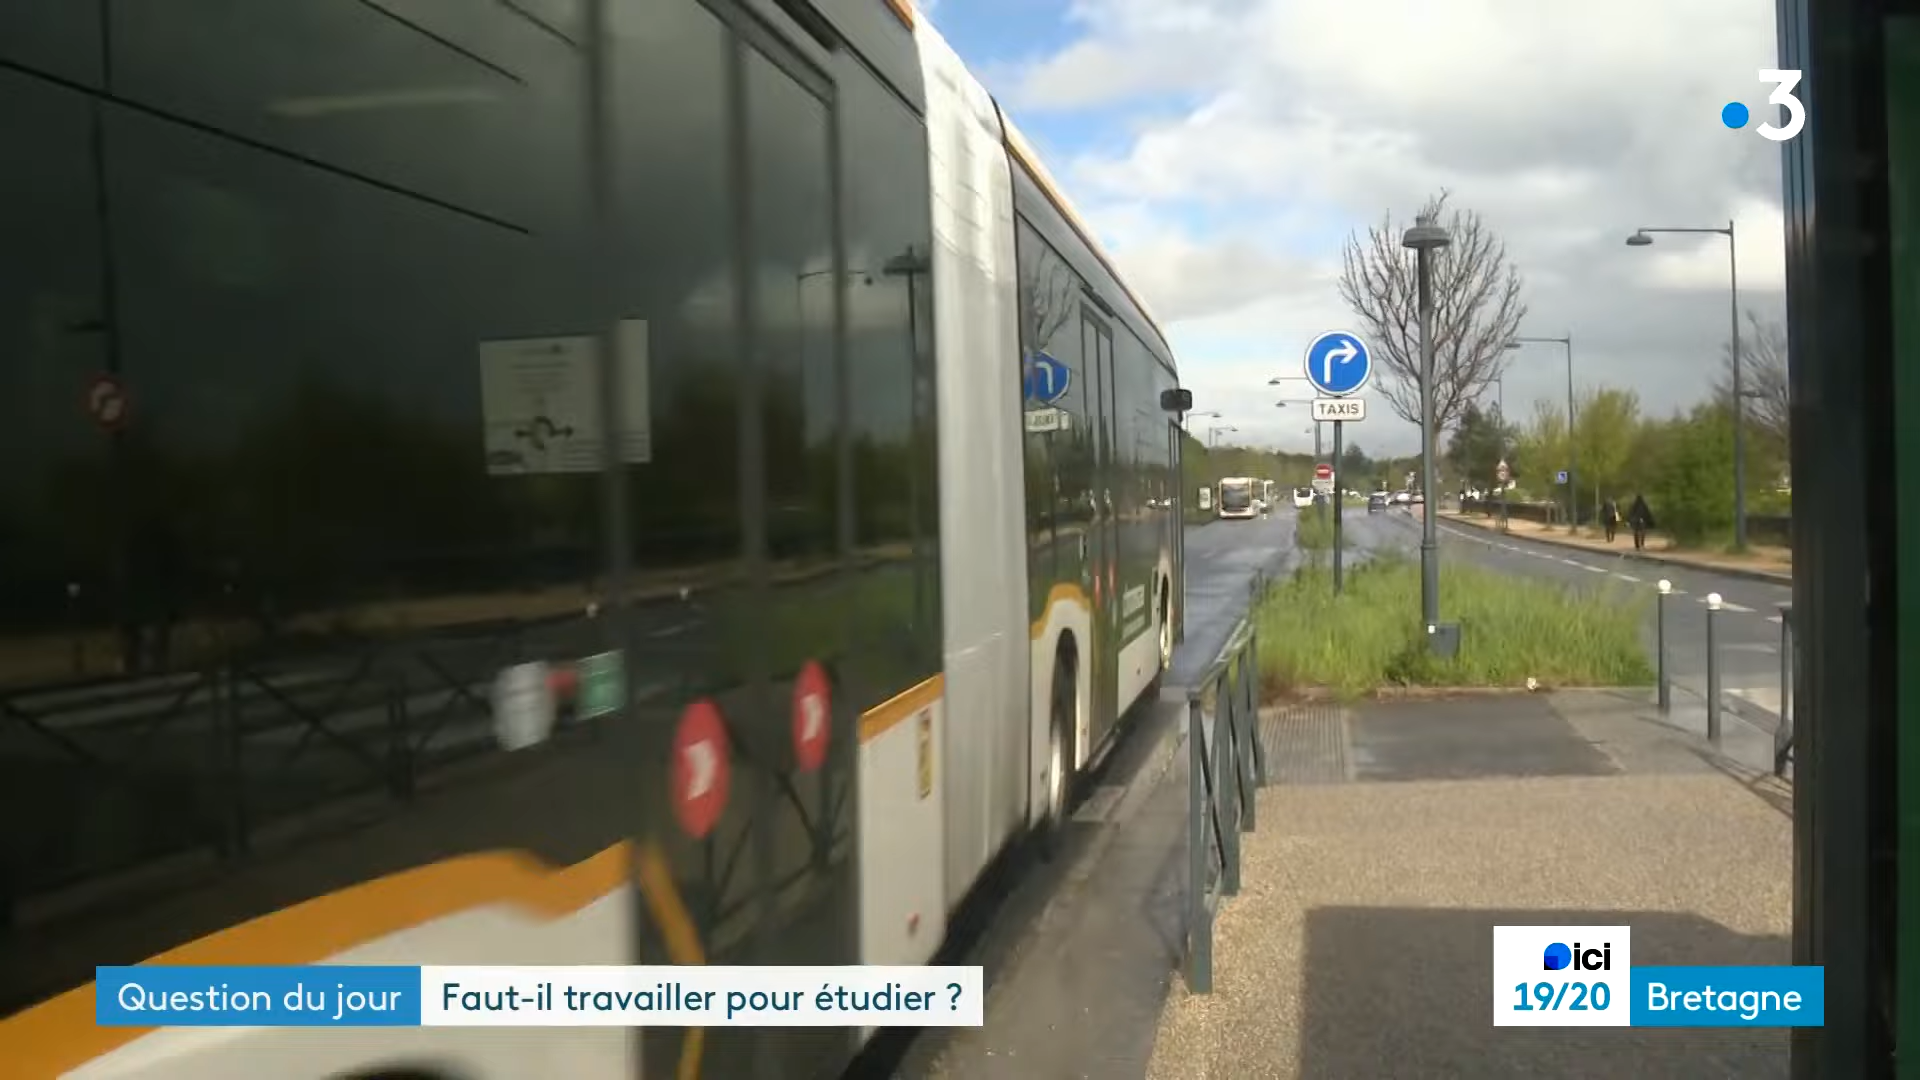 3
TAXIS
ici
19/20
Bretagne
Question du jour
Faut-il travailler pour étudier ?